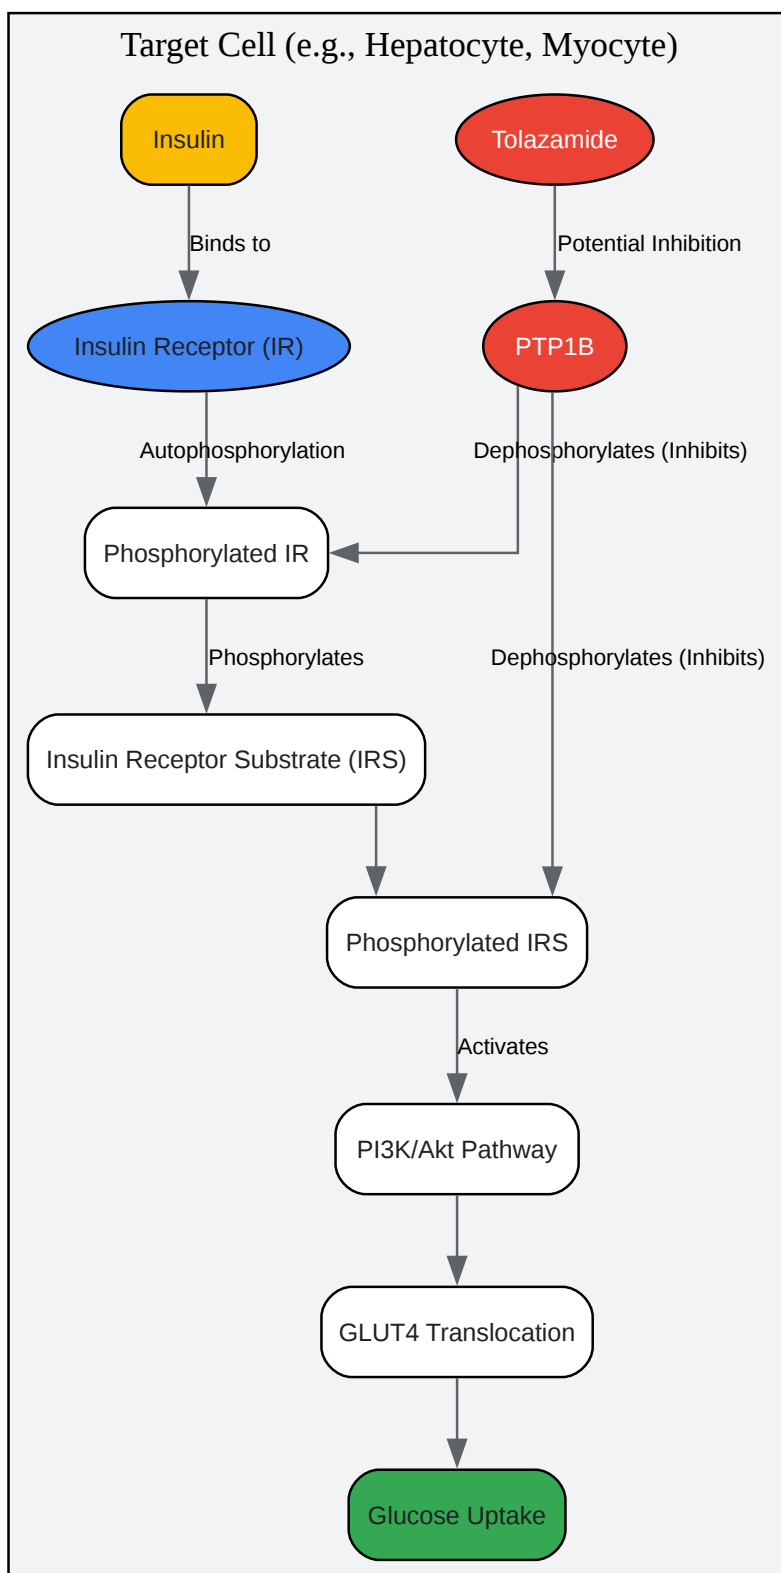 Target Cell (e.g., Hepatocyte, Myocyte)
Insulin
Tolazamide
Binds to
Potential Inhibition
Insulin Receptor (IR)
PTP1B
Autophosphorylation
Dephosphorylates (Inhibits)
Phosphorylated IR
Phosphorylates
Dephosphorylates (Inhibits)
Insulin Receptor Substrate (IRS)
Phosphorylated IRS
Activates
PI3K/Akt Pathway
GLUT4 Translocation
Glucose Uptake